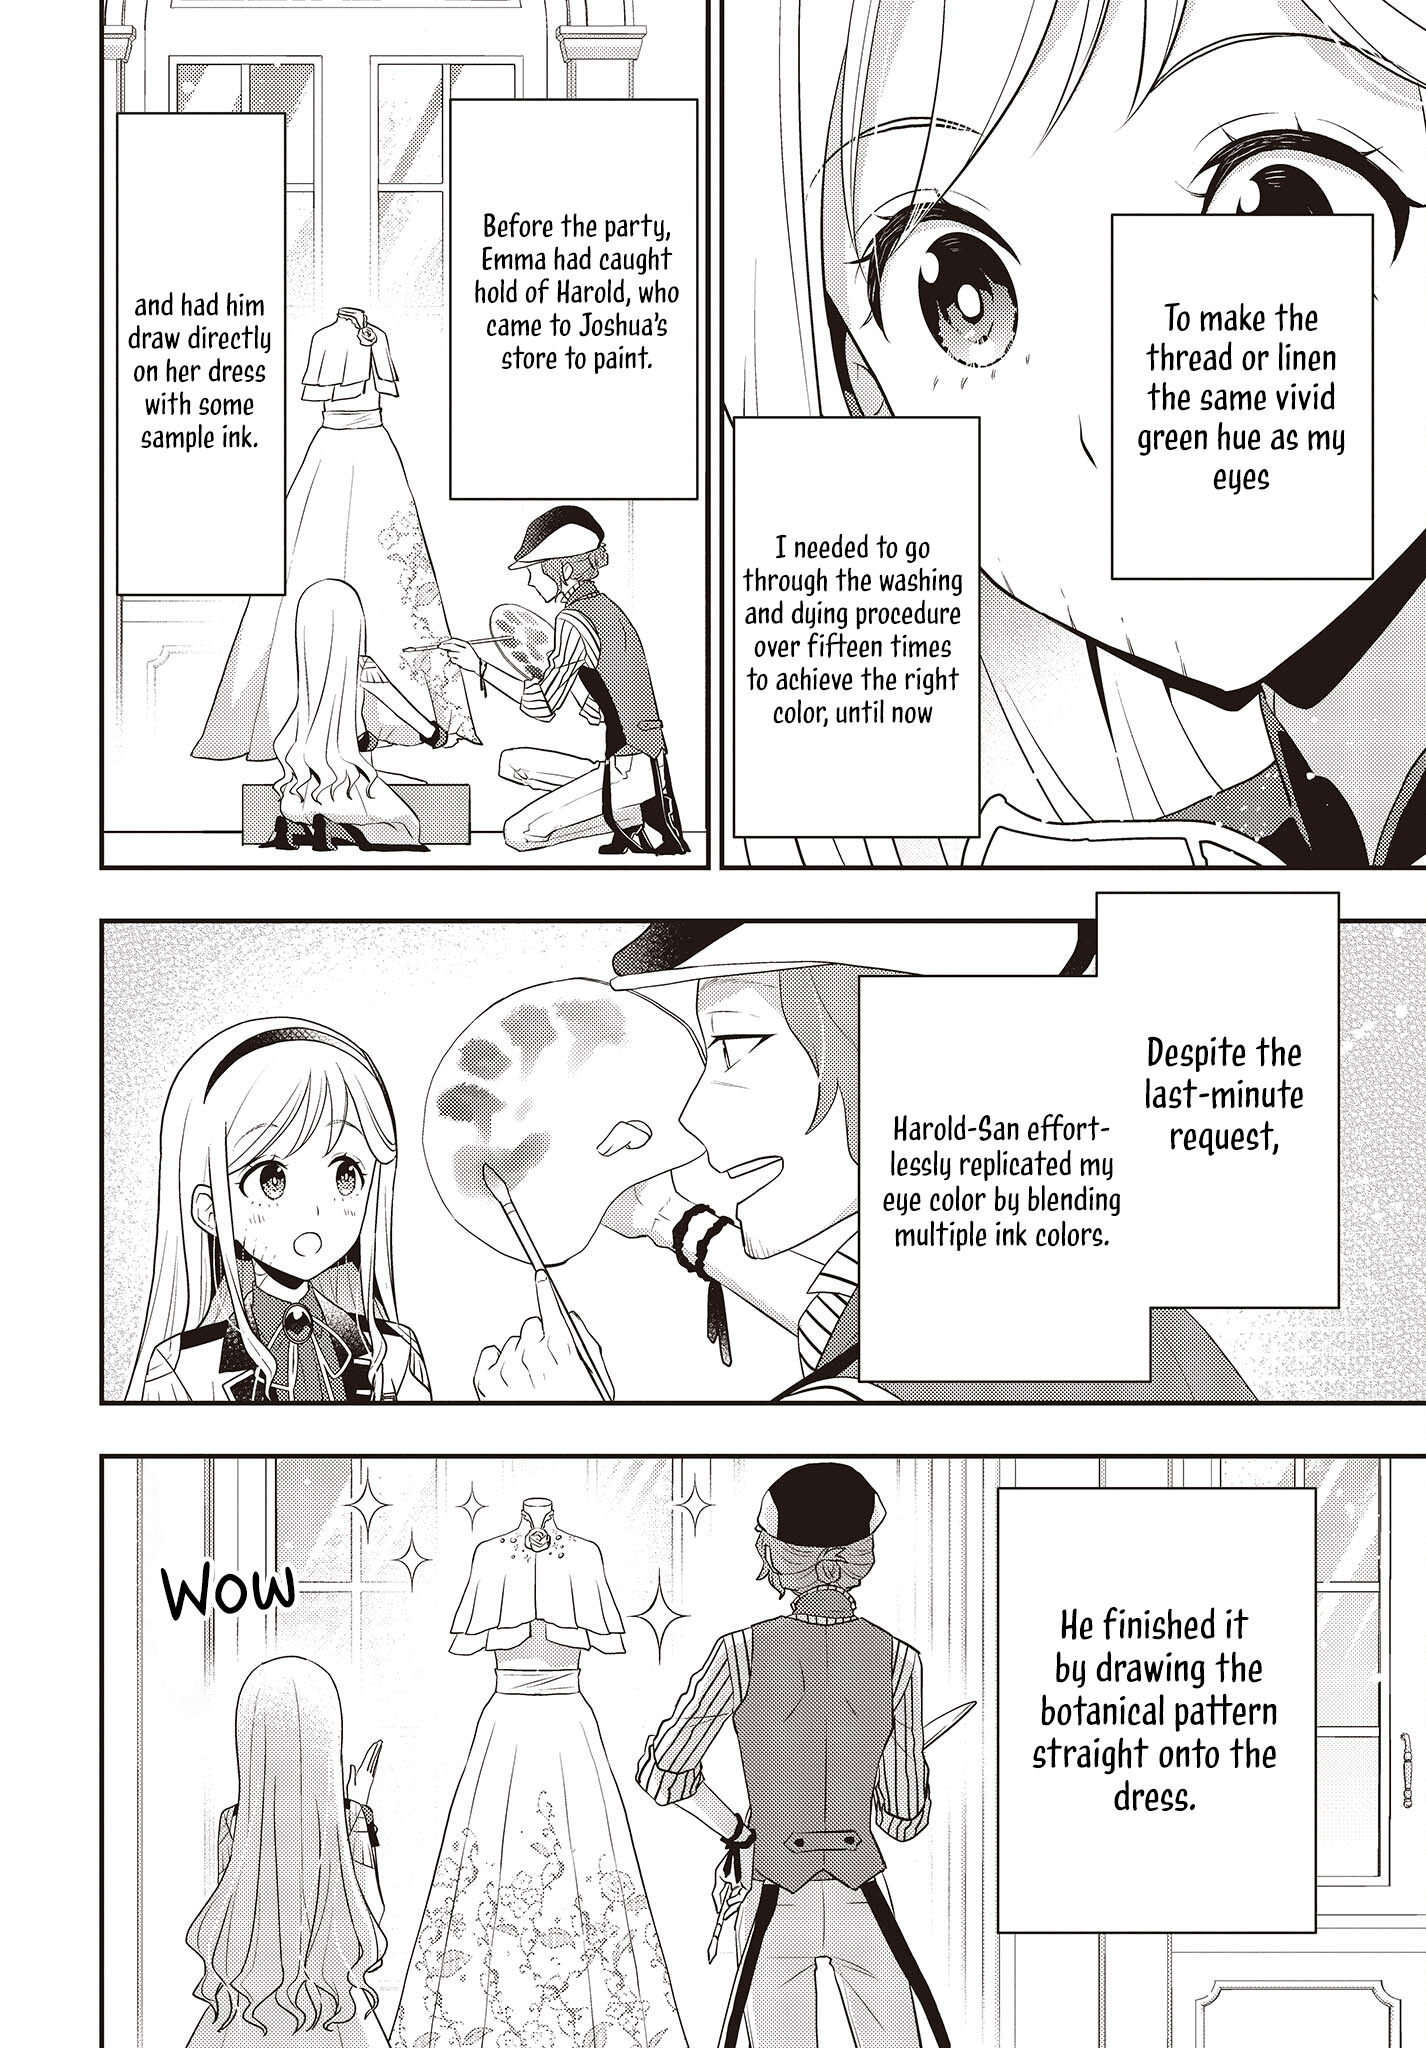 To make the
thread or linen
the same vivid
green hue as my
eyes
I needed to go
through the washing
and dying procedure
over fifteen times
to achieve the right
color, until now
Before the party,
Emma had caught
hold of Harold, who
came to Joshua's
store to paint.
and had him
draw directly
on her dress
with some
sample ink.
Despite the
last-minute
request,
Harold-San effort-
lessly replicated my
eye color by blending
multiple ink colors.
He finished it
by drawing the
botanical pattern
straight onto the
dress.
Wow